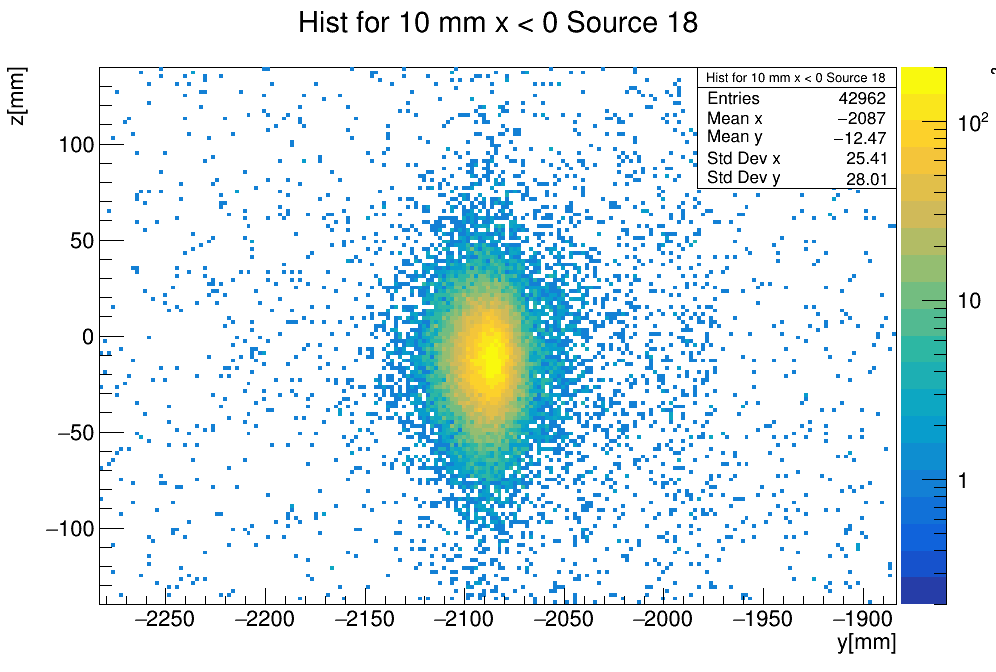 Hist for 10 mm x < 0 Source 18
z[mm]
Hist for 10 mm x < 0 Source 18
Entries 42962
Mean x −2087
Mean y −12.47
Std Dev x 25.41
Std Dev y 28.01
100
50
0
−50
−100
10²
10
1
−2250 −2200 −2150 −2100 −2050 −2000 −1950 −1900
y[mm]